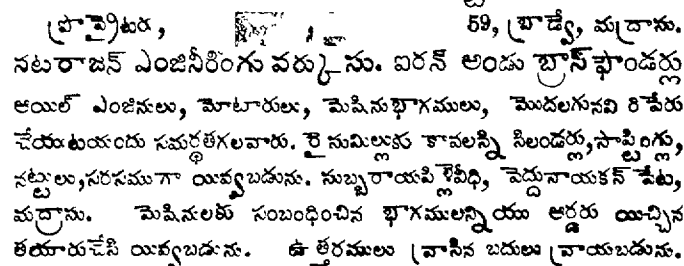 ప్రొప్రైటరు, 59, బ్రాడ్వే, మద్రాసు.
నటరాజన్ ఎంజినీరింగు వర్క్సు. ఐరన్ అండు బ్రాస్ ఫౌండర్లు
ఆయిల్ ఎంజినులు, మోటారులు, మెషినుభాగములు, మొదలగునవి రిపేరు
చేయుటయందు సమర్థతగలవారు. రైసుమిల్లుకు కావలసిన సిలండర్లు, సాప్టింగ్లు,
నట్టులు, సరసముగా యివ్వబడును. సుబ్బరాయపిళ్లెవీధి, పెద్దునాయకన్ పేట,
మద్రాసు. మెషినులకు సంబంధించిన భాగములన్నియు ఆర్డరు యిచ్చిన
తయారుచేసి యివ్వబడును. ఉత్తరములు వ్రాసిన బదులు వ్రాయబడును.